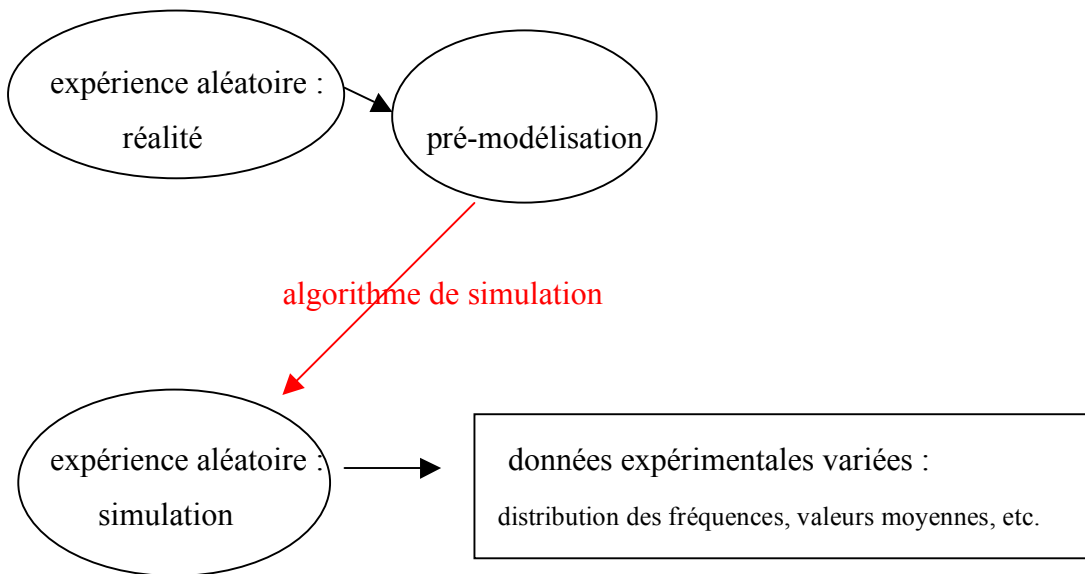 expérience aléatoire :
réalité
pré-modélisation
algorithme de simulation
expérience aléatoire :
simulation
données expérimentales variées :
distribution des fréquences, valeurs moyennes, etc.